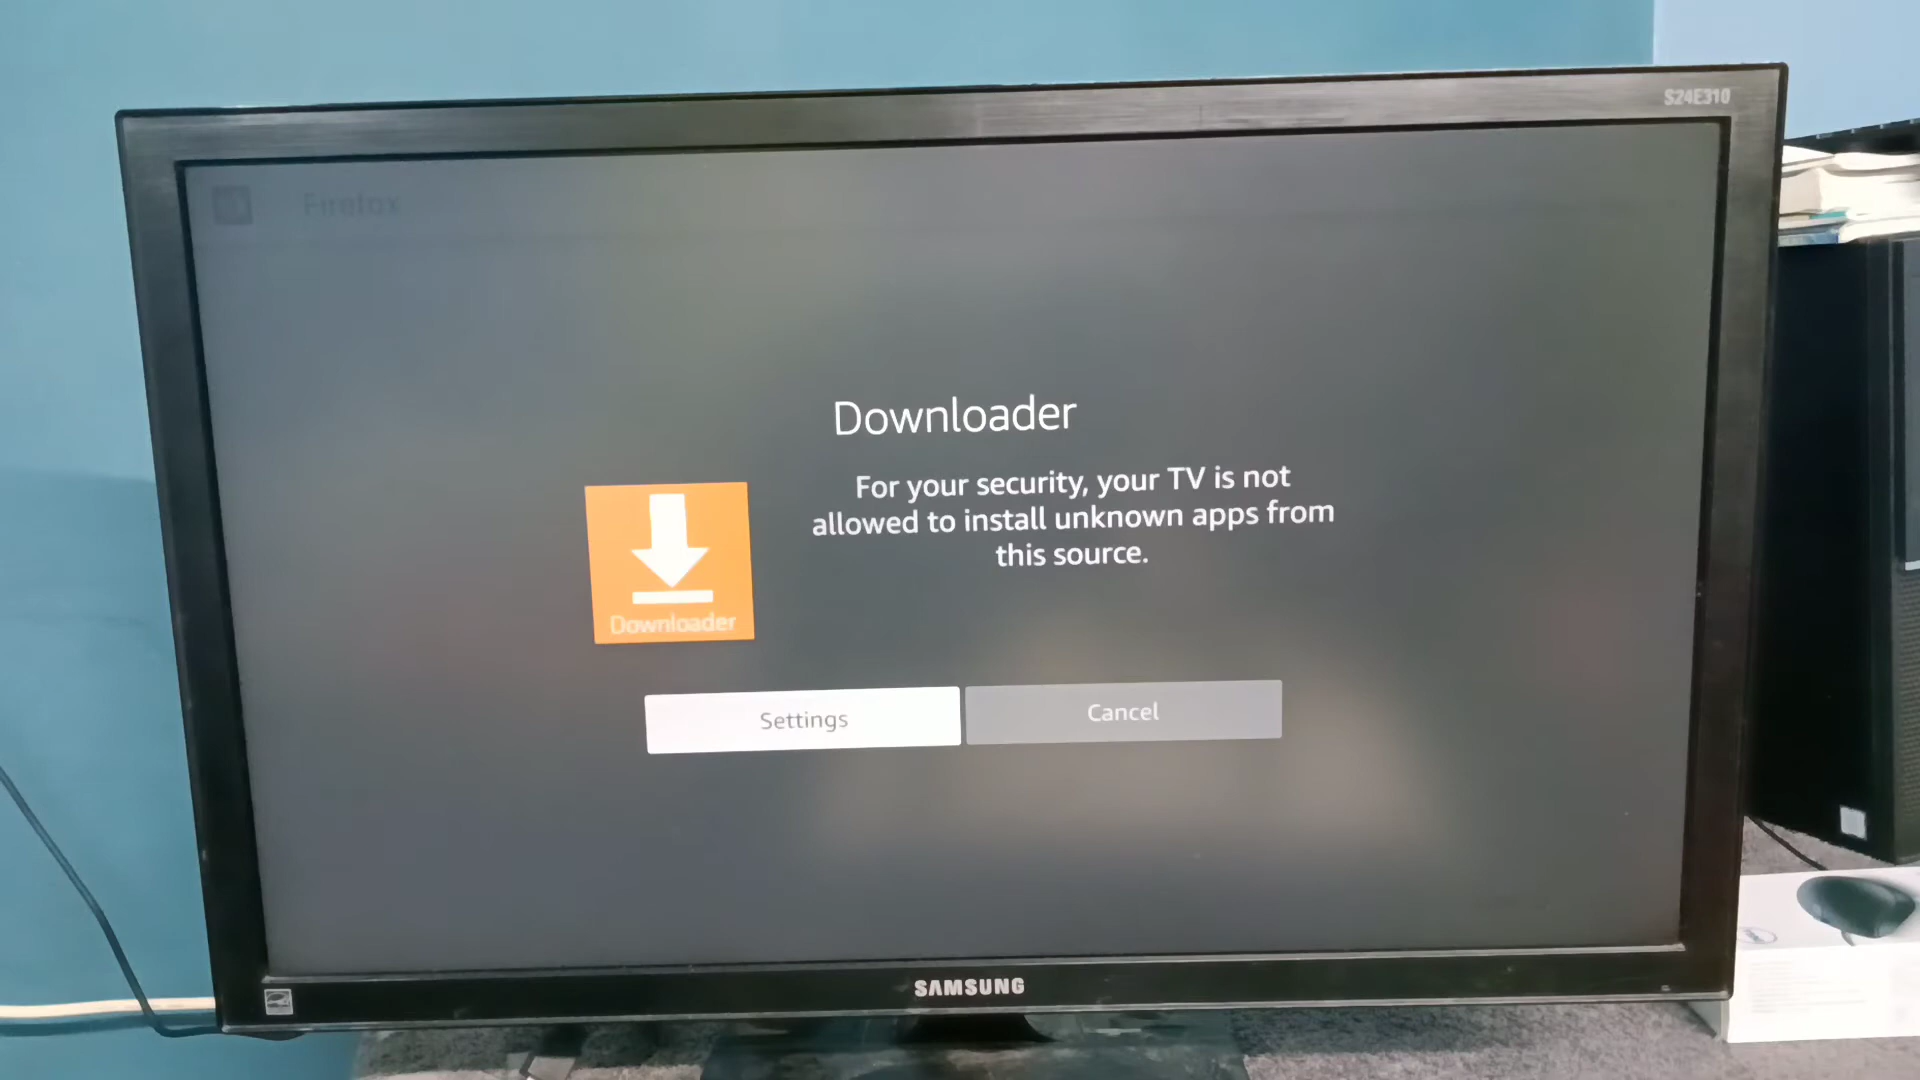 S24E310
Firefox
Downloader
For your security, your TV is not
allowed to install unknown apps from
this source.
Downloader
Settings
Cancel
SAMSUNG